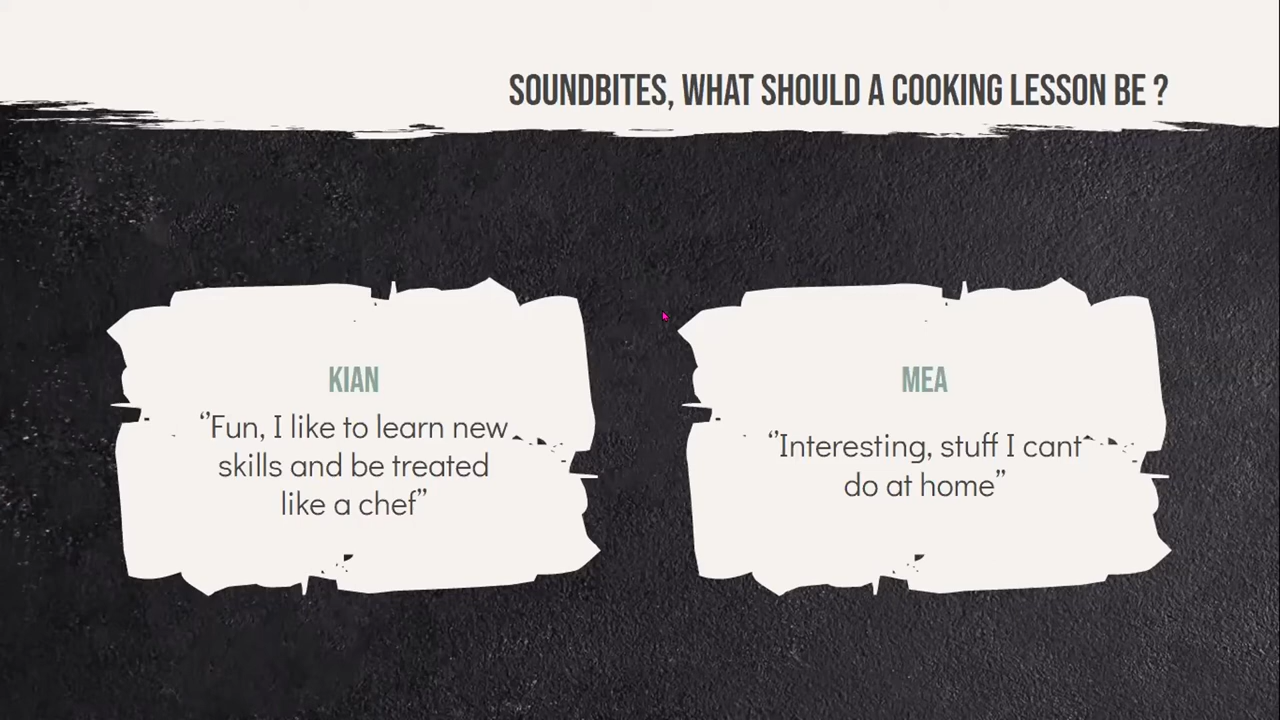 SOUNDBITES, WHAT SHOULD A COOKING LESSON BE ?
KIAN
“Fun, I like to learn new
skills and be treated
like a chef”
MEA
“Interesting, stuff I cant
do at home”